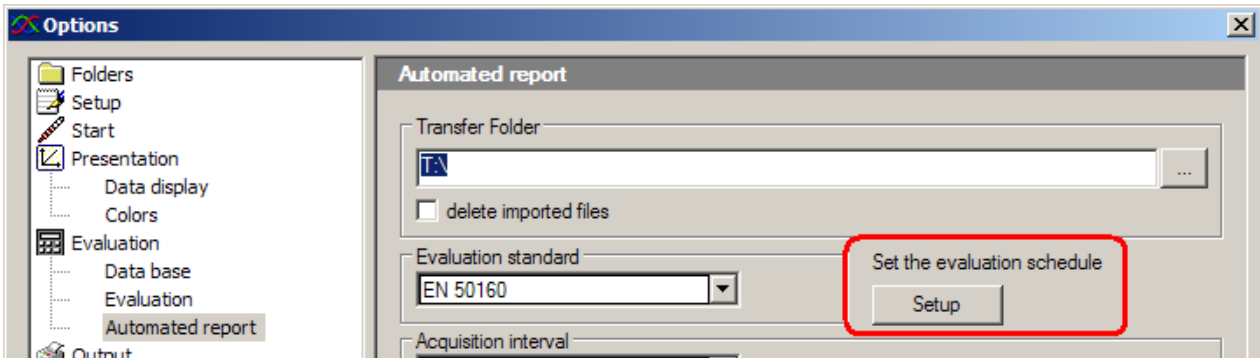 Options
Folders
Setup
Start
Presentation
Data display
Colors
Evaluation
Data base
Evaluation
Automated report
Output
Automated report
Transfer Folder
T:\
...
delete imported files
Evaluation standard
EN 50160
Set the evaluation schedule
Setup
Acquisition interval